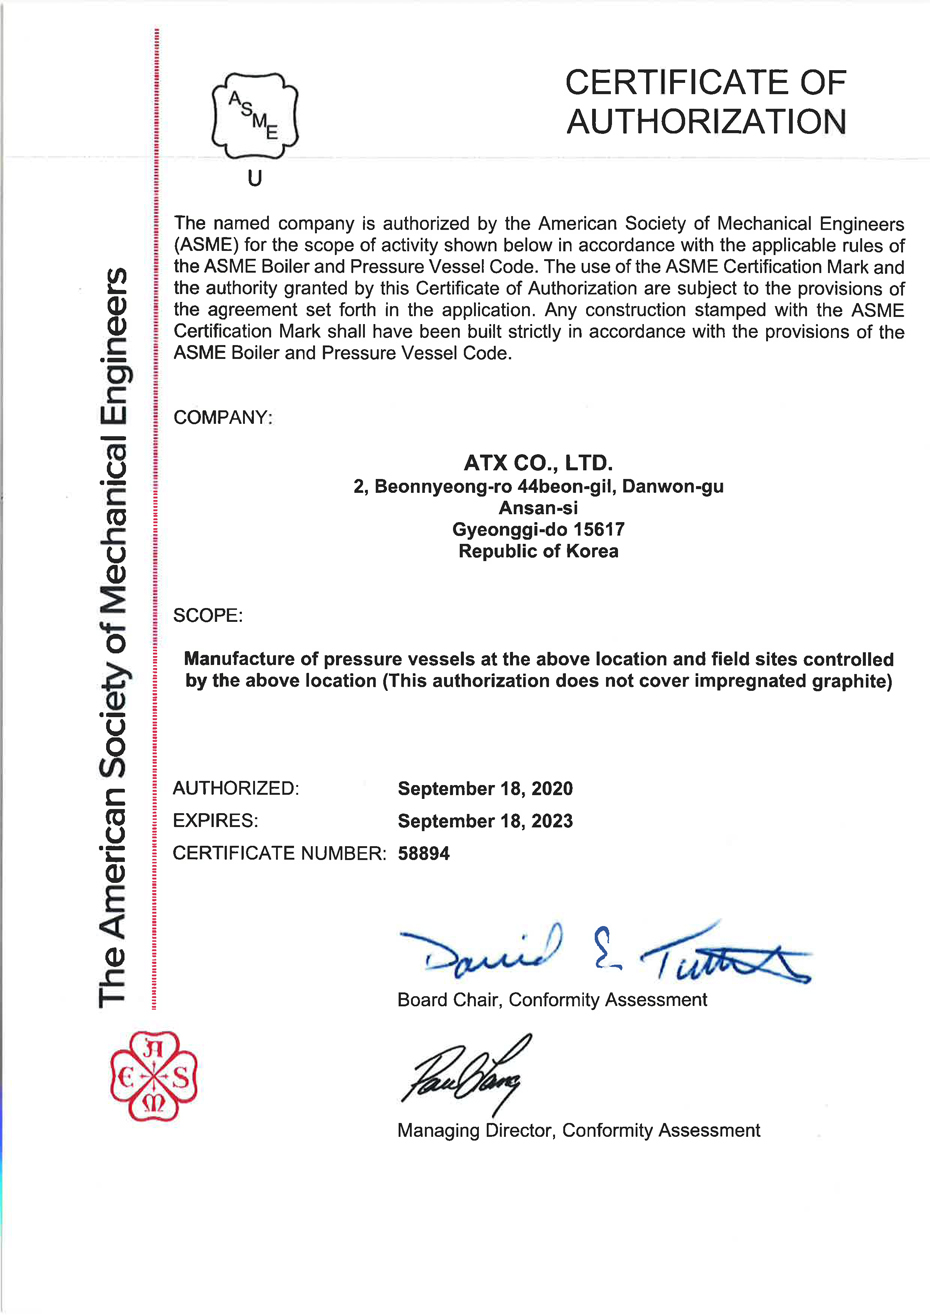 The American Society of Mechanical Engineers
ASME
U
CERTIFICATE OF
AUTHORIZATION
The named company is authorized by the American Society of Mechanical Engineers
(ASME) for the scope of activity shown below in accordance with the applicable rules of
the ASME Boiler and Pressure Vessel Code. The use of the ASME Certification Mark and
the authority granted by this Certificate of Authorization are subject to the provisions of
the agreement set forth in the application. Any construction stamped with the ASME
Certification Mark shall have been built strictly in accordance with the provisions of the
ASME Boiler and Pressure Vessel Code.
COMPANY:
ATX CO., LTD.
2, Beonnyeong-ro 44beon-gil, Danwon-gu
Ansan-si
Gyeonggi-do 15617
Republic of Korea
SCOPE:
Manufacture of pressure vessels at the above location and field sites controlled
by the above location (This authorization does not cover impregnated graphite)
AUTHORIZED: September 18, 2020
EXPIRES: September 18, 2023
CERTIFICATE NUMBER: 58894
David E
Board Chair, Conformity Assessment
Managing Director, Conformity Assessment
A S M E